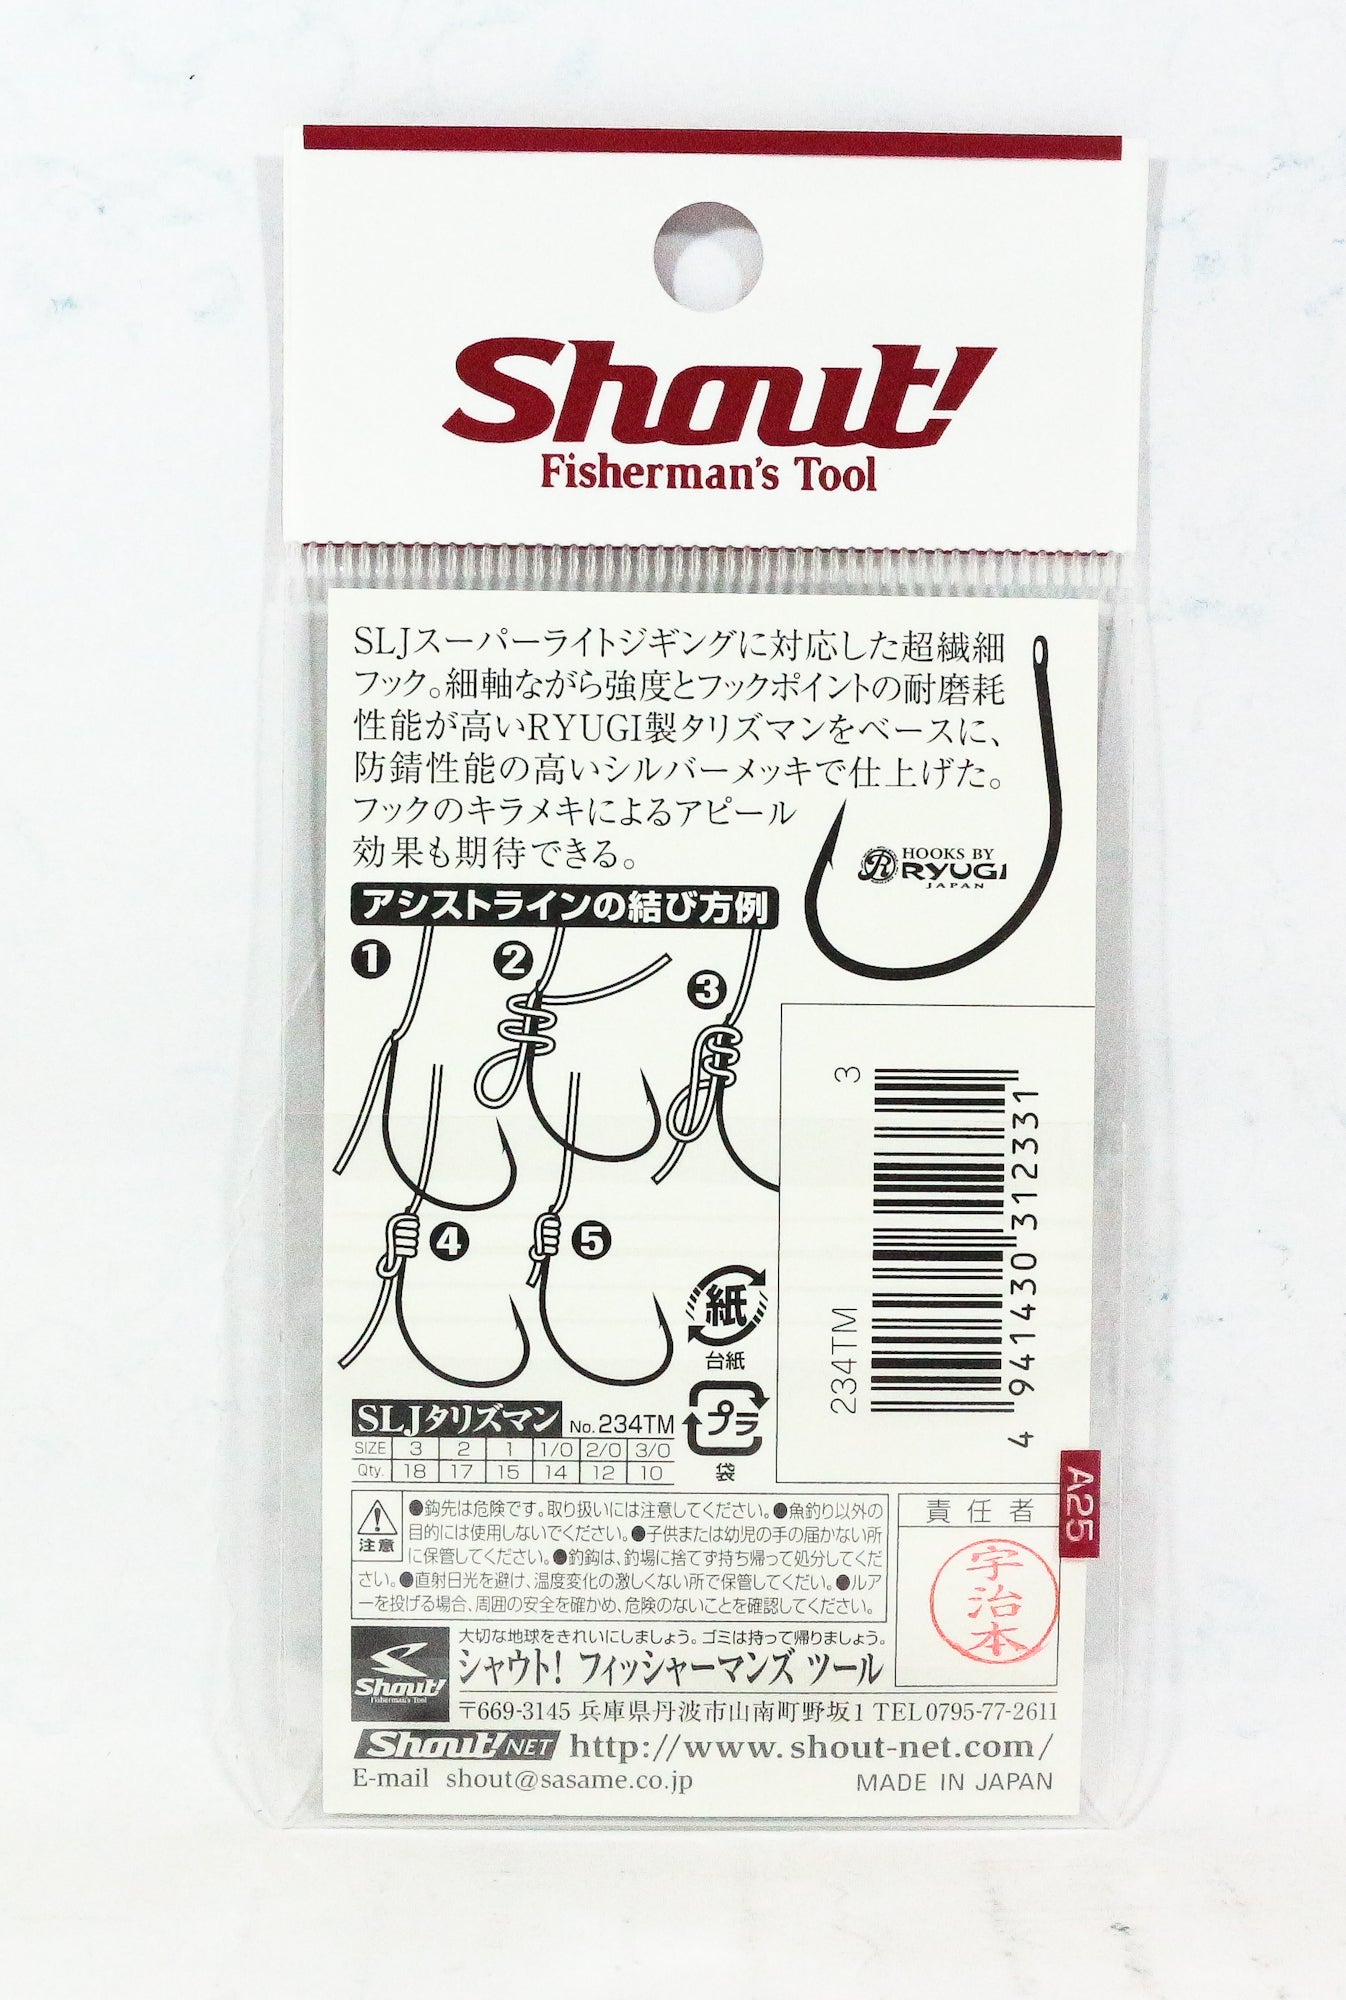 Shout!
Fisherman's Tool
SLJスーパーライトジギングに対応した超繊細
フック。細軸ながら強度とフックポイントの耐磨耗
性能が高いRYUGI製タリズマンをベースに、
防錆性能の高いシルバーメッキで仕上げた。
フックのキラメキによるアピール
効果も期待できる。
R HOOKS BY
RYUGI
JAPAN
アシストラインの結び方例
1
2
3
4
5
紙
台紙
プラ
袋
3
234TM
4 941430 312331
A25
SLJタリズマン No.234TM
SIZE 3 2 1 1/0 2/0 3/0
Qty. 18 17 15 14 12 10
注意
●鈎先は危険です。取り扱いには注意してください。●魚釣り以外の
目的には使用しないでください。●子供または幼児の手の届かない所
に保管してください。●釣鈎は、釣場に捨てず持ち帰って処分してくだ
さい。●直射日光を避け、温度変化の激しくない所で保管してくだい。●ルア
ーを投げる場合、周囲の安全を確かめ、危険のないことを確認してください。
責任者
宇治本
Shout!
Fisherman's Tool
大切な地球をきれいにしましょう。ゴミは持って帰りましょう。
シャウト! フィッシャーマンズ ツール
〒669-3145 兵庫県丹波市山南町野坂1 TEL0795-77-2611
Shout!NET http://www.shout-net.com/
E-mail shout@sasame.co.jp MADE IN JAPAN